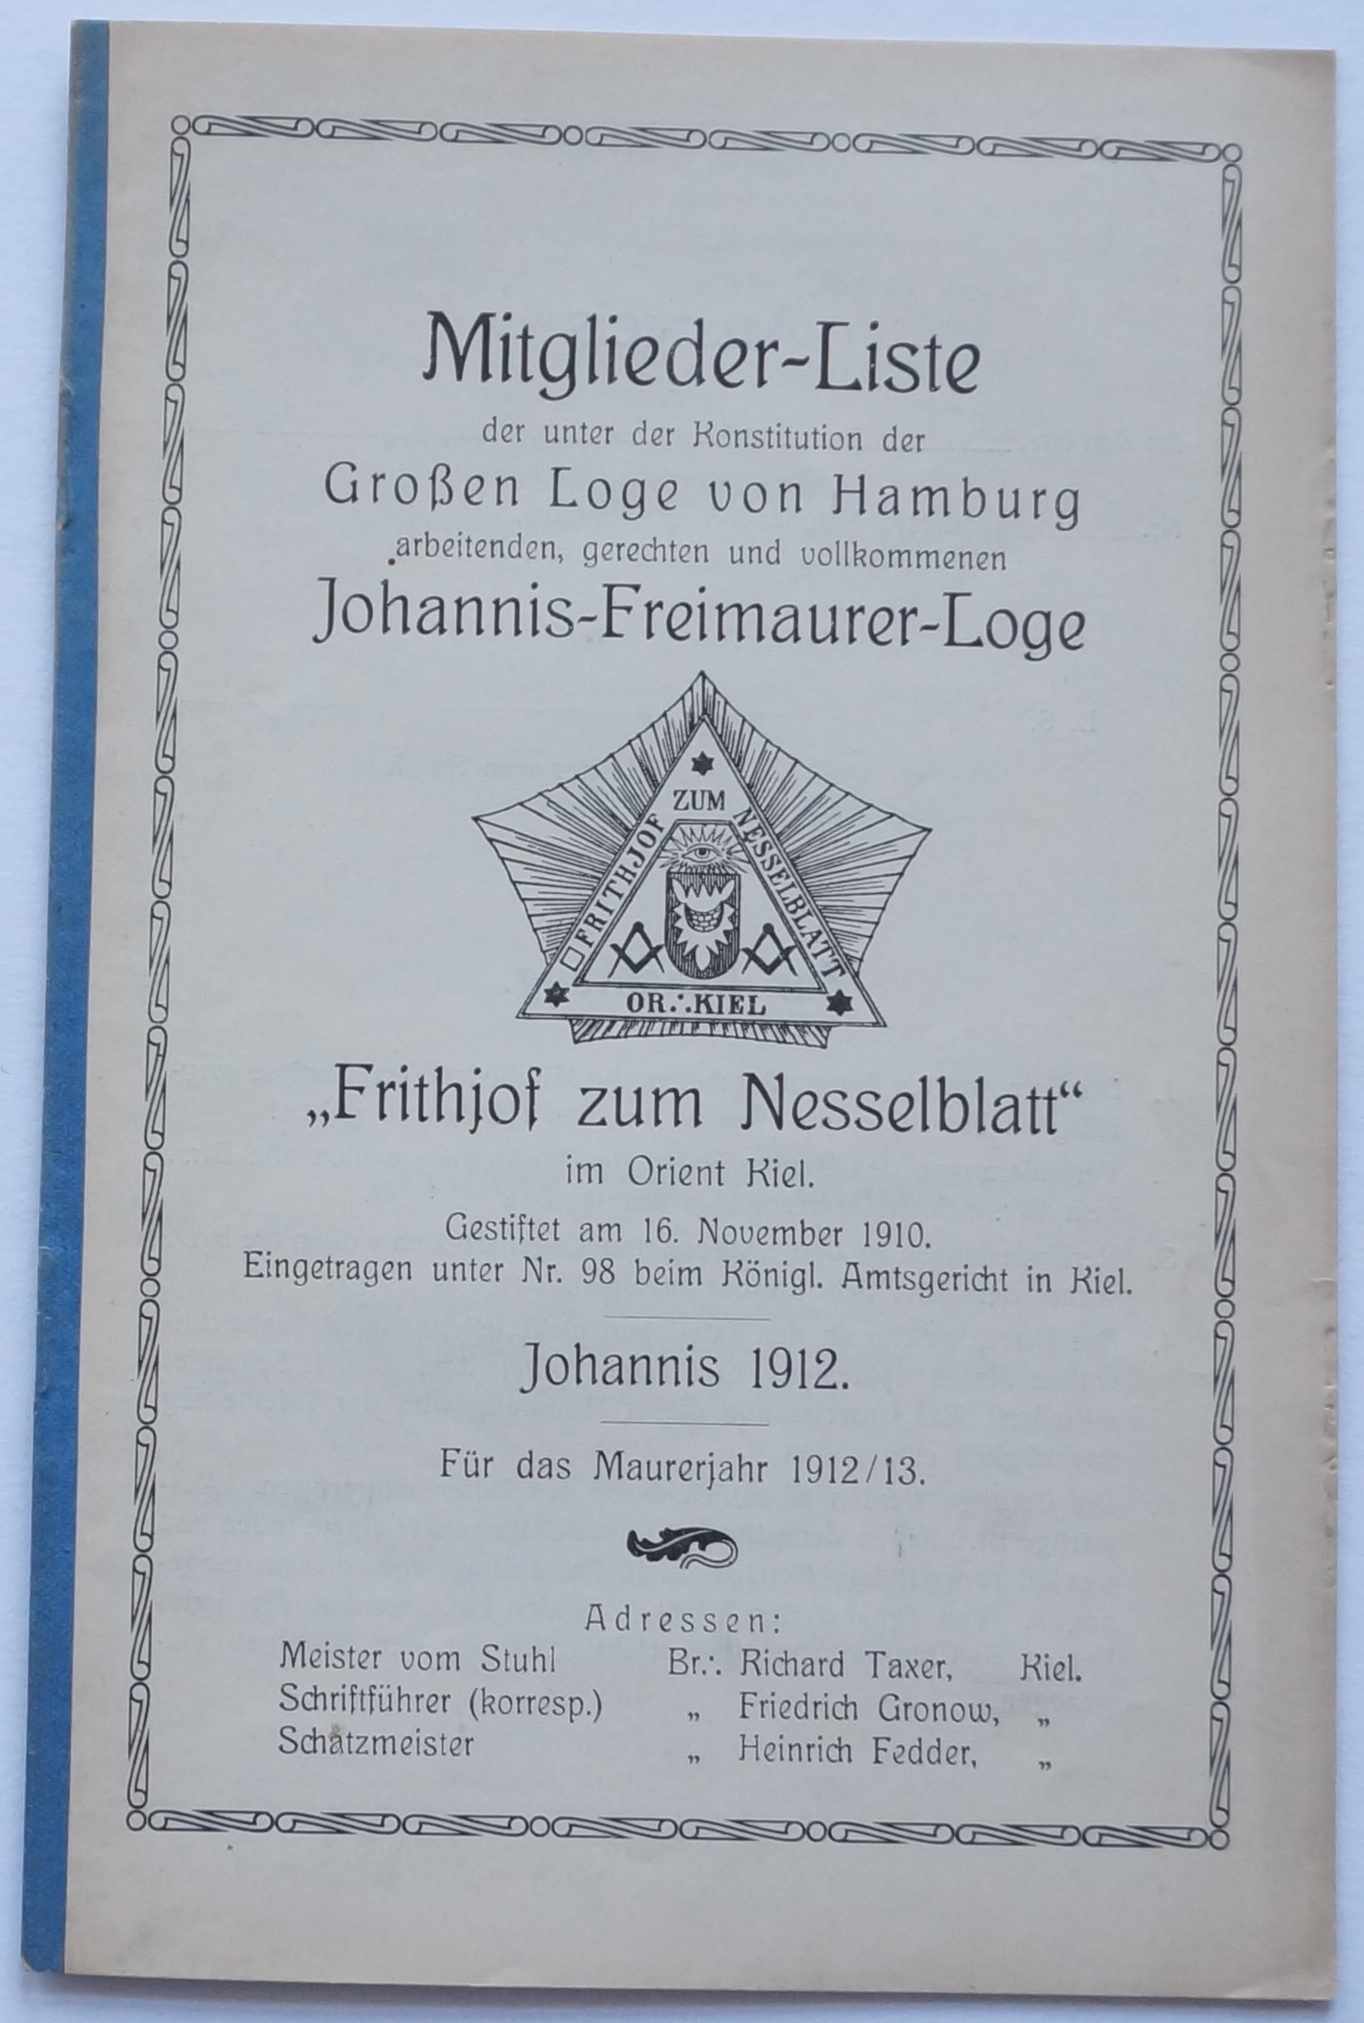 Mitglieder-Liste
der unter der Konstitution der
Großen Loge von Hamburg
arbeitenden, gerechten und vollkommenen
Johannis-Freimaurer-Loge
□ FRITHJOF ZUM NESSELBLATT
OR∴KIEL
„Frithjof zum Nesselblatt“
im Orient Kiel.
Gestiftet am 16. November 1910.
Eingetragen unter Nr. 98 beim Königl. Amtsgericht in Kiel.
Johannis 1912.
Für das Maurerjahr 1912/13.
Adressen:
Meister vom Stuhl Br∴ Richard Taxer, Kiel.
Schriftführer (korresp.) „ Friedrich Gronow, „
Schatzmeister „ Heinrich Fedder, „